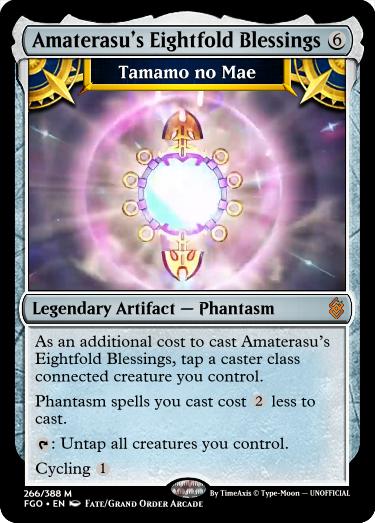 Amaterasu's Eightfold Blessings 6
Tamamo no Mae
Legendary Artifact — Phantasm
As an additional cost to cast Amaterasu's
Eightfold Blessings, tap a caster class
connected creature you control.
Phantasm spells you cast cost 2 less to
cast.
: Untap all creatures you control.
Cycling 1
266/388 M
FGO • EN Fate/Grand Order Arcade
By TimeAxis © Type-Moon — UNOFFICIAL